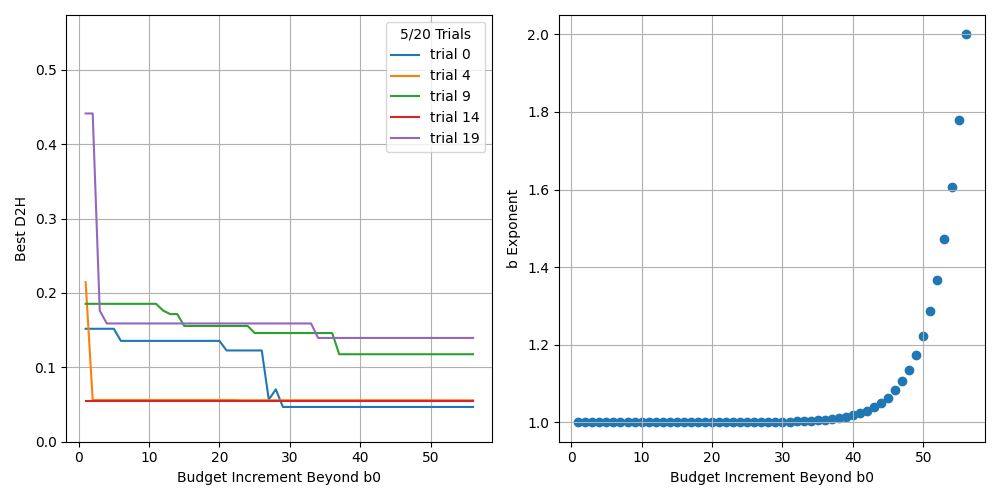 5/20 Trials
trial 0
trial 4
trial 9
trial 14
trial 19
Best D2H
0.5
0.4
0.3
0.2
0.1
0.0
0 10 20 30 40 50
Budget Increment Beyond b0
b Exponent
2.0
1.8
1.6
1.4
1.2
1.0
0 10 20 30 40 50
Budget Increment Beyond b0